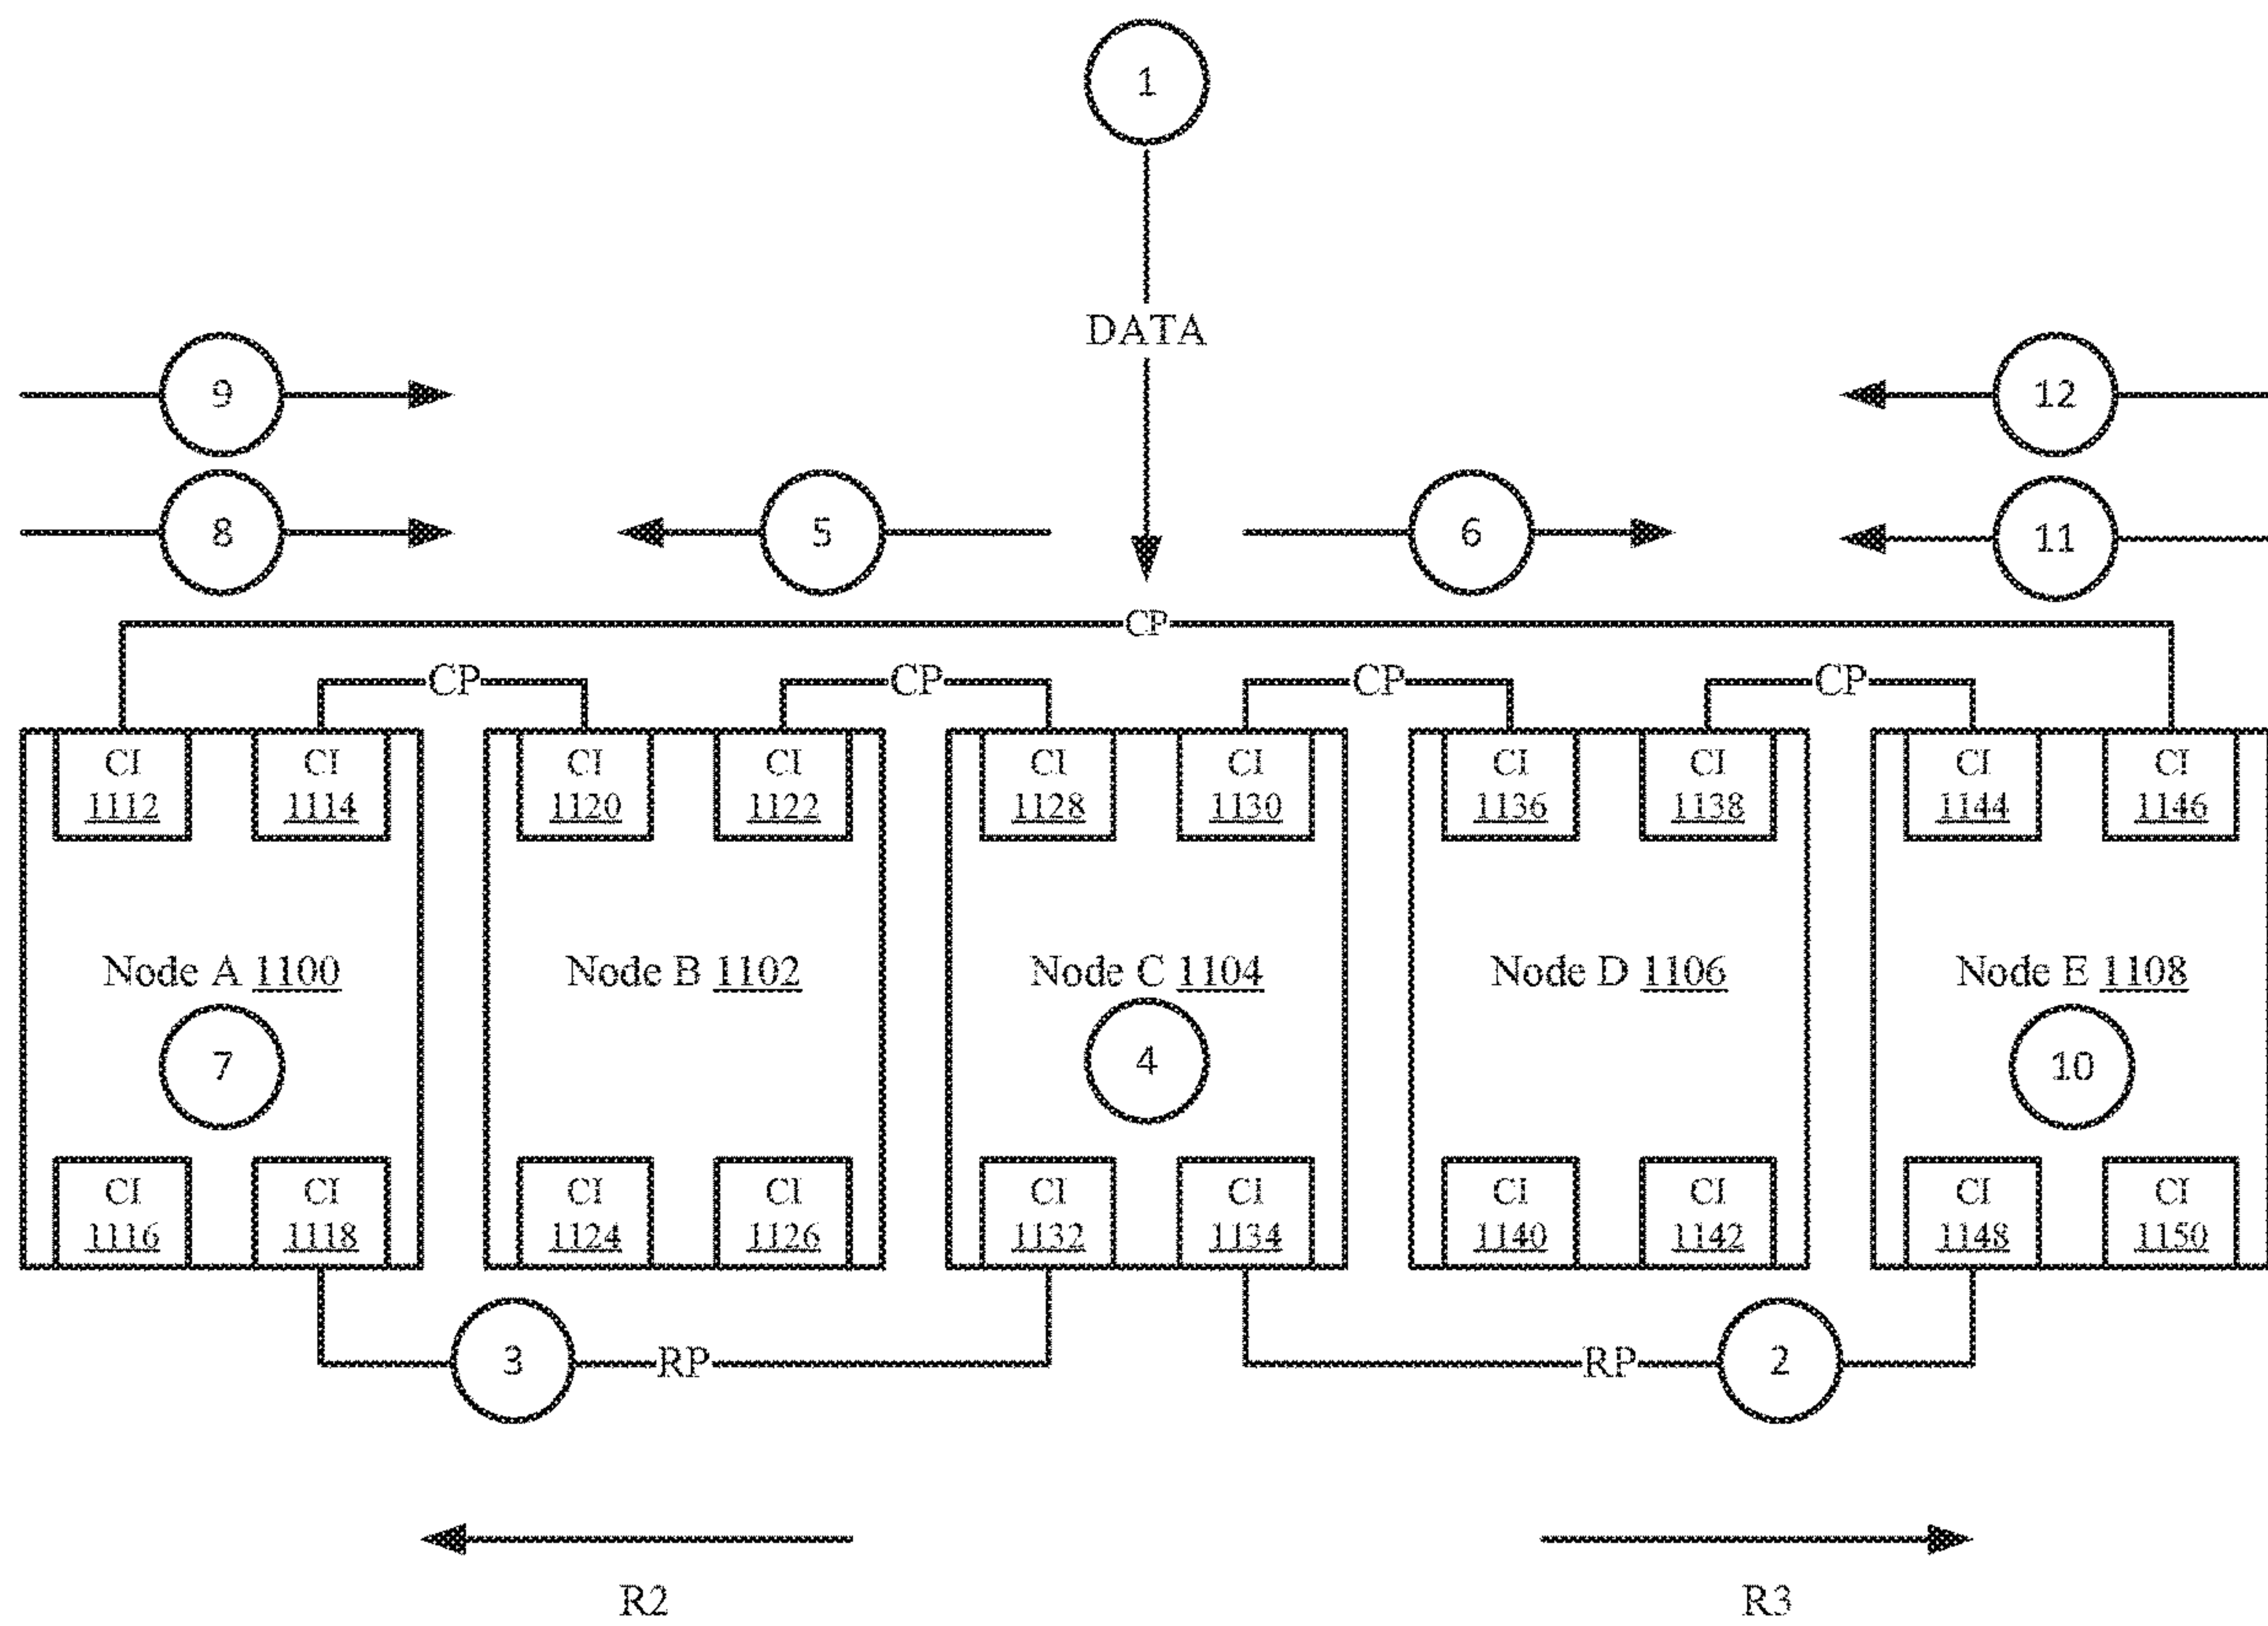 1
DATA
9
12
8
5
6
11
CP
CP
CP
CP
CP
CI
1112
CI
1114
CI
1120
CI
1122
CI
1128
CI
1130
CI
1136
CI
1138
CI
1144
CI
1146
Node A 1100
Node B 1102
Node C 1104
Node D 1106
Node E 1108
7
4
10
CI
1116
CI
1118
CI
1124
CI
1126
CI
1132
CI
1134
CI
1140
CI
1142
CI
1148
CI
1150
3
RP
RP
2
R2
R3